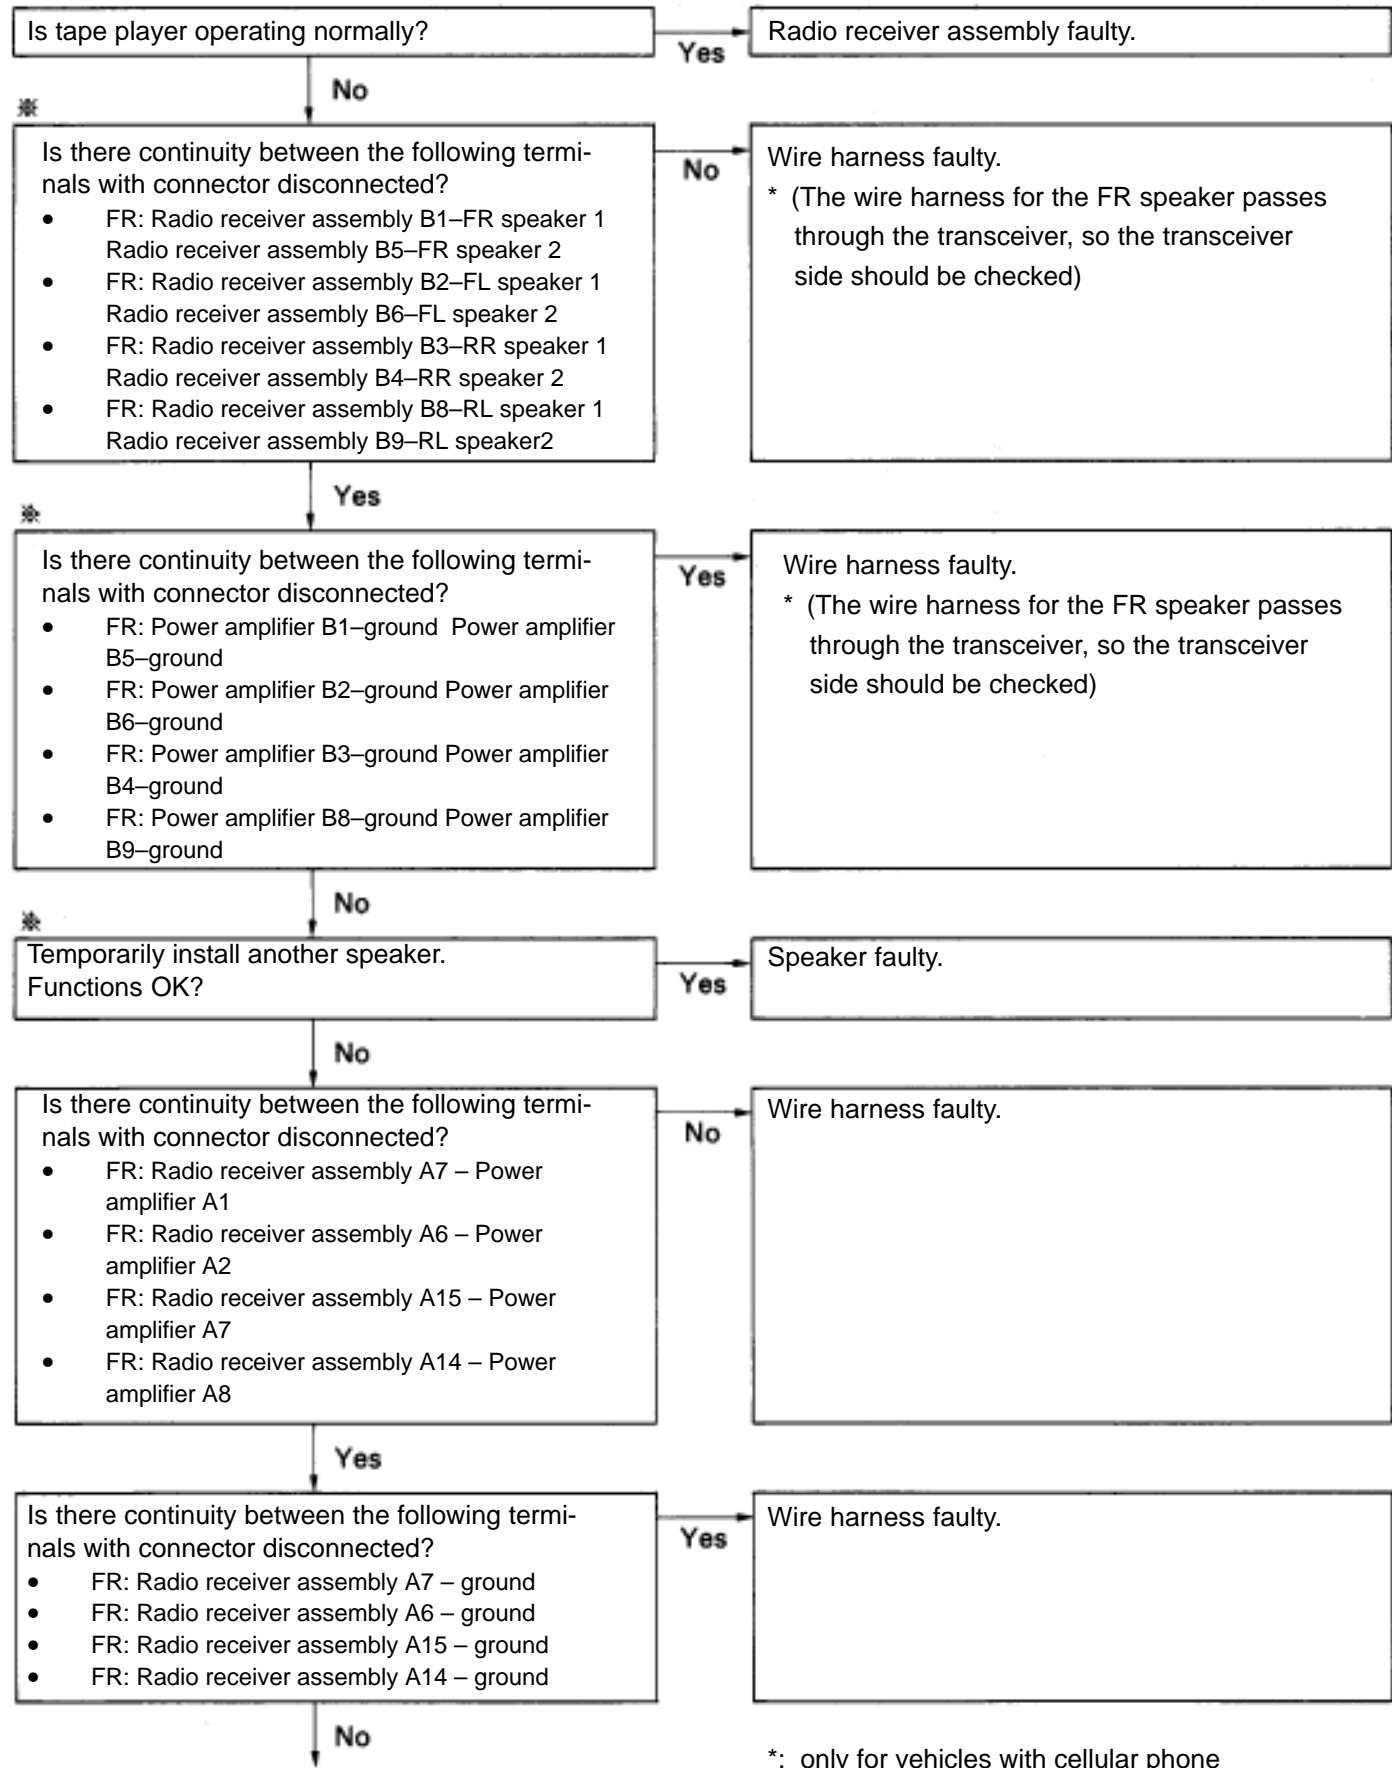 Is tape player operating normally?
Yes
Radio receiver assembly faulty.
No
※
Is there continuity between the following termi-
nals with connector disconnected?
• FR: Radio receiver assembly B1–FR speaker 1
Radio receiver assembly B5–FR speaker 2
• FR: Radio receiver assembly B2–FL speaker 1
Radio receiver assembly B6–FL speaker 2
• FR: Radio receiver assembly B3–RR speaker 1
Radio receiver assembly B4–RR speaker 2
• FR: Radio receiver assembly B8–RL speaker 1
Radio receiver assembly B9–RL speaker2
No
Wire harness faulty.
* (The wire harness for the FR speaker passes
through the transceiver, so the transceiver
side should be checked)
Yes
※
Is there continuity between the following termi-
nals with connector disconnected?
• FR: Power amplifier B1–ground Power amplifier
B5–ground
• FR: Power amplifier B2–ground Power amplifier
B6–ground
• FR: Power amplifier B3–ground Power amplifier
B4–ground
• FR: Power amplifier B8–ground Power amplifier
B9–ground
Yes
Wire harness faulty.
* (The wire harness for the FR speaker passes
through the transceiver, so the transceiver
side should be checked)
No
※
Temporarily install another speaker.
Functions OK?
Yes
Speaker faulty.
No
Is there continuity between the following termi-
nals with connector disconnected?
• FR: Radio receiver assembly A7 – Power
amplifier A1
• FR: Radio receiver assembly A6 – Power
amplifier A2
• FR: Radio receiver assembly A15 – Power
amplifier A7
• FR: Radio receiver assembly A14 – Power
amplifier A8
No
Wire harness faulty.
Yes
Is there continuity between the following termi-
nals with connector disconnected?
• FR: Radio receiver assembly A7 – ground
• FR: Radio receiver assembly A6 – ground
• FR: Radio receiver assembly A15 – ground
• FR: Radio receiver assembly A14 – ground
Yes
Wire harness faulty.
No
*: only for vehicles with cellular phone